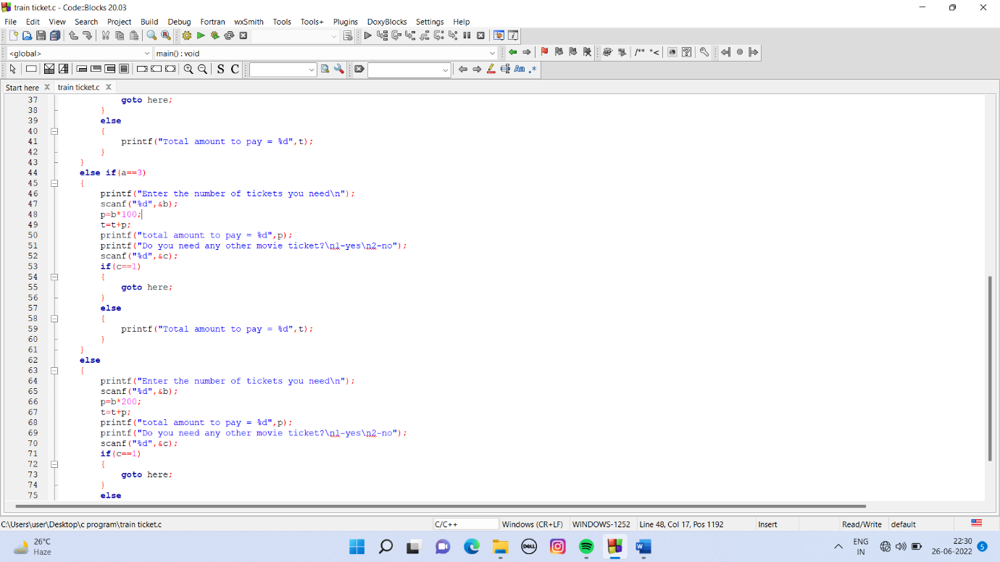 train ticket.c - Code::Blocks 20.03
File Edit View Search Project Build Debug Fortran wxSmith Tools Tools+ Plugins DoxyBlocks Settings Help
<global> main() : void
/** *<
S C Aa .*
Start here train ticket.c
37 goto here;
38 }
39 else
40 {
41 printf("Total amount to pay = %d",t);
42 }
43 }
44 else if(a==3)
45 {
46 printf("Enter the number of tickets you need\n");
47 scanf("%d",&b);
48 p=b*100;
49 t=t+p;
50 printf("total amount to pay = %d",p);
51 printf("Do you need any other movie ticket?\n1-yes\n2-no");
52 scanf("%d",&c);
53 if(c==1)
54 {
55 goto here;
56 }
57 else
58 {
59 printf("Total amount to pay = %d",t);
60 }
61 }
62 else
63 {
64 printf("Enter the number of tickets you need\n");
65 scanf("%d",&b);
66 p=b*200;
67 t=t+p;
68 printf("total amount to pay = %d",p);
69 printf("Do you need any other movie ticket?\n1-yes\n2-no");
70 scanf("%d",&c);
71 if(c==1)
72 {
73 goto here;
74 }
75 else
C:\Users\user\Desktop\c program\train ticket.c C/C++ Windows (CR+LF) WINDOWS-1252 Line 48, Col 17, Pos 1192 Insert Read/Write default
26°C
Haze
DELL
W
ENG
IN
22:30
26-06-2022
5